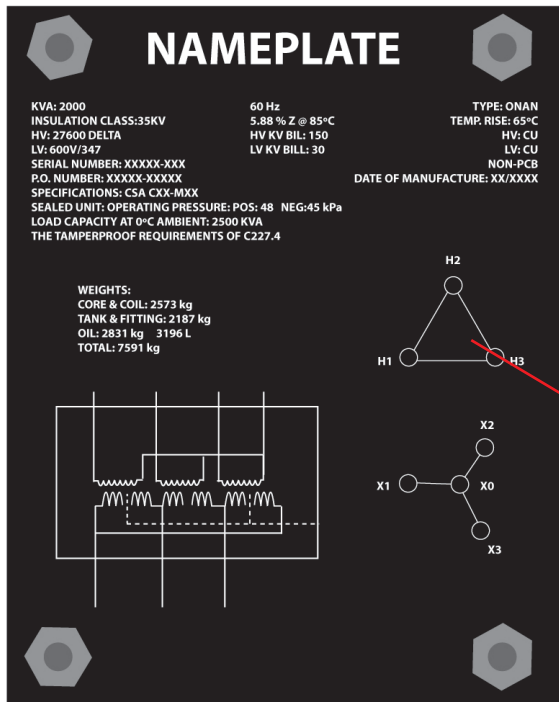 NAMEPLATE
KVA: 2000 60 Hz TYPE: ONAN
INSULATION CLASS:35KV 5.88 % Z @ 85ºC TEMP. RISE: 65ºC
HV: 27600 DELTA HV KV BIL: 150 HV: CU
LV: 600V/347 LV KV BILL: 30 LV: CU
SERIAL NUMBER: XXXXX-XXX NON-PCB
P.O. NUMBER: XXXXX-XXXXX DATE OF MANUFACTURE: XX/XXXX
SPECIFICATIONS: CSA CXX-MXX
SEALED UNIT: OPERATING PRESSURE: POS: 48 NEG:45 kPa
LOAD CAPACITY AT 0ºC AMBIENT: 2500 KVA
THE TAMPERPROOF REQUIREMENTS OF C227.4
WEIGHTS:
CORE & COIL: 2573 kg
TANK & FITTING: 2187 kg
OIL: 2831 kg 3196 L
TOTAL: 7591 kg
H2
H1 H3
X2
X1 X0
X3